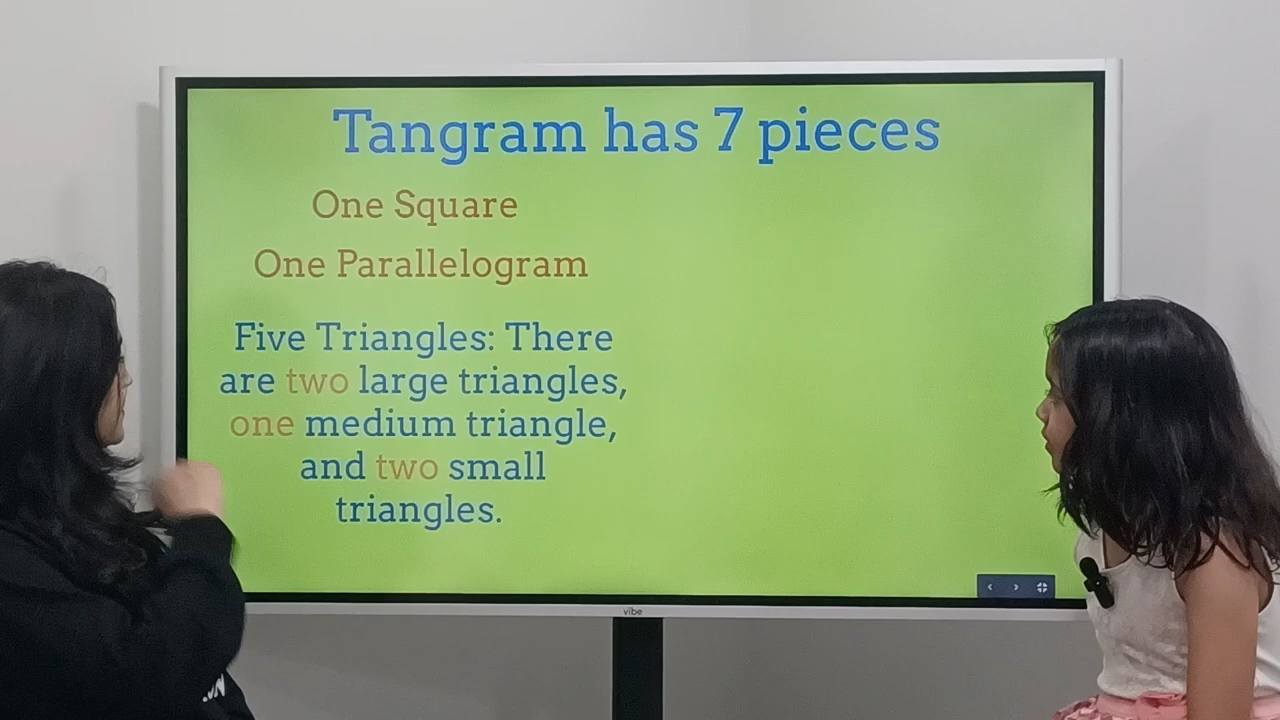 Tangram has 7 pieces
One Square
One Parallelogram
Five Triangles: There
are two large triangles,
one medium triangle,
and two small
triangles.
vibe